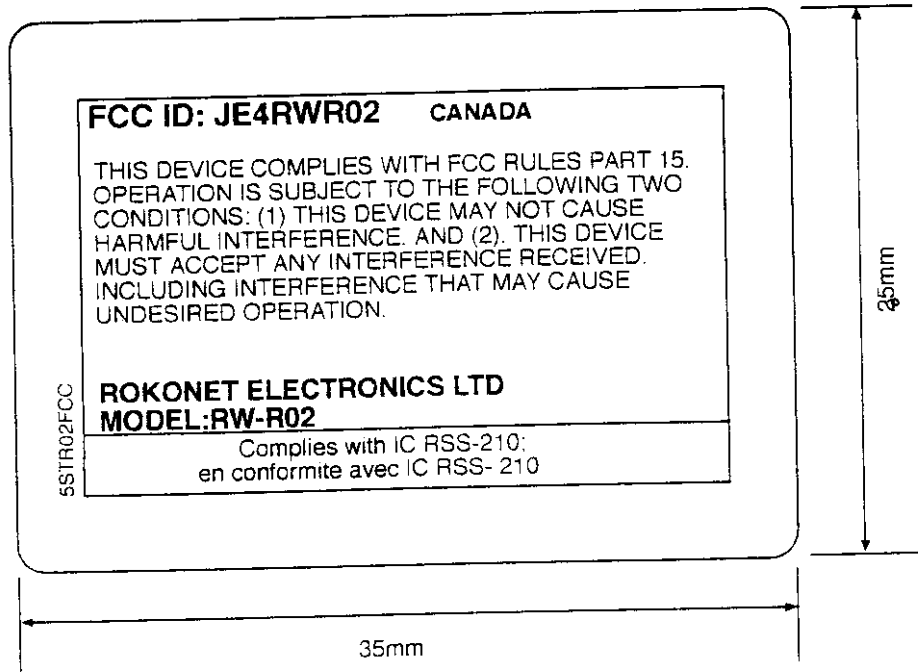 FCC ID: JE4RWR02 CANADA
THIS DEVICE COMPLIES WITH FCC RULES PART 15.
OPERATION IS SUBJECT TO THE FOLLOWING TWO
CONDITIONS: (1) THIS DEVICE MAY NOT CAUSE
HARMFUL INTERFERENCE. AND (2). THIS DEVICE
MUST ACCEPT ANY INTERFERENCE RECEIVED.
INCLUDING INTERFERENCE THAT MAY CAUSE
UNDESIRED OPERATION.
ROKONET ELECTRONICS LTD
MODEL:RW-R02
Complies with IC RSS-210;
en conformite avec IC RSS- 210
5STR02FCC
25mm
35mm